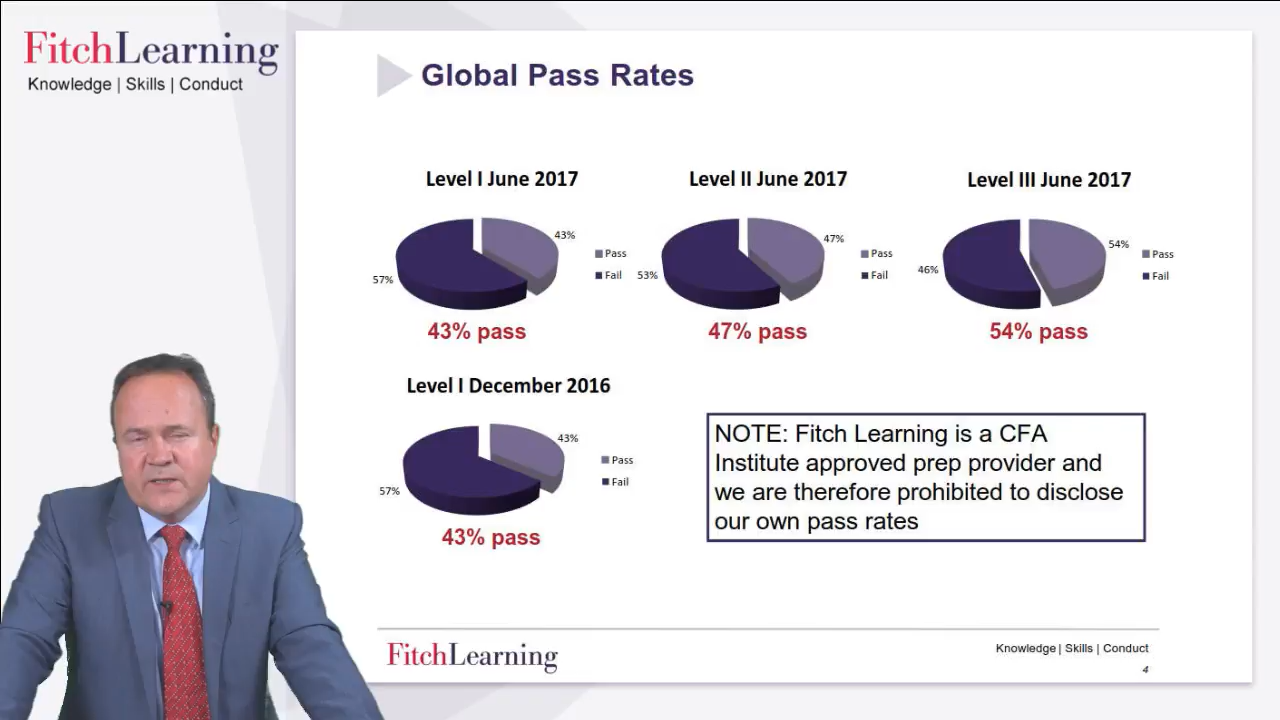 FitchLearning
Knowledge | Skills | Conduct
Global Pass Rates
Level I June 2017
43%
57%
Pass
Fail
43% pass
Level II June 2017
47%
53%
Pass
Fail
47% pass
Level III June 2017
54%
46%
Pass
Fail
54% pass
Level I December 2016
43%
57%
Pass
Fail
43% pass
NOTE: Fitch Learning is a CFA
Institute approved prep provider and
we are therefore prohibited to disclose
our own pass rates
FitchLearning
Knowledge | Skills | Conduct
4